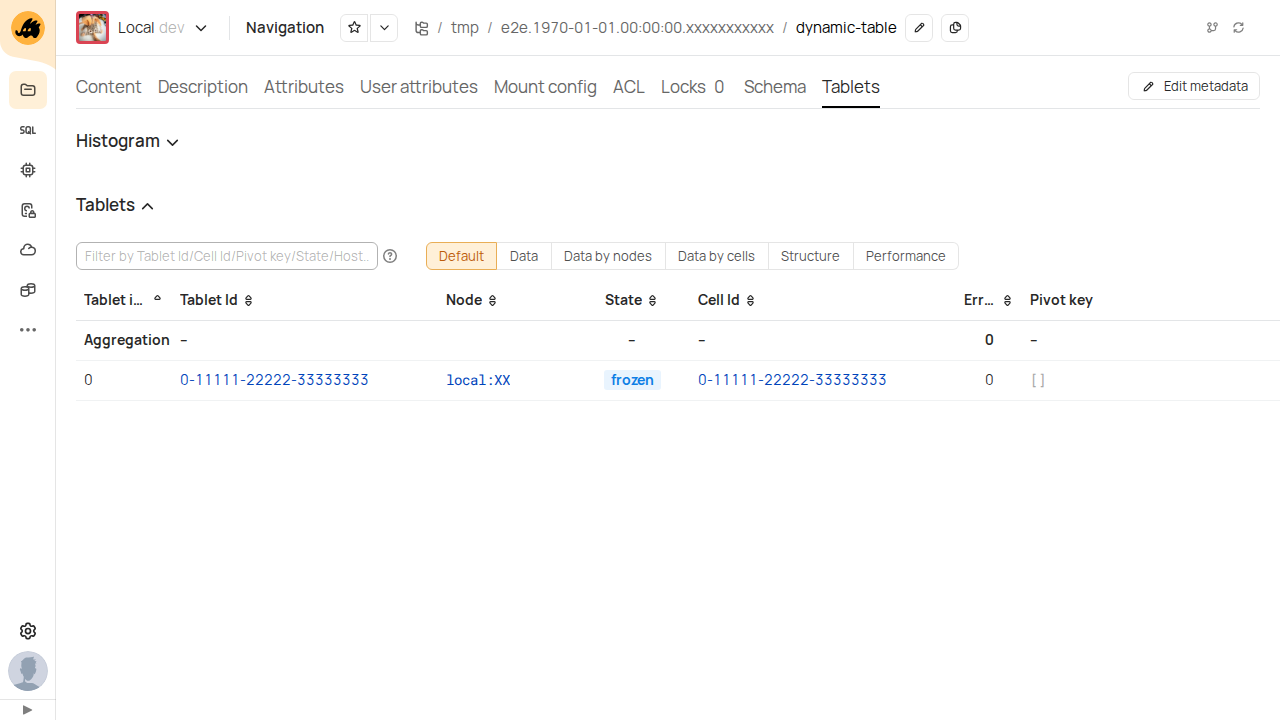 Local dev Navigation / tmp / e2e.1970-01-01.00:00:00.xxxxxxxxxxx / dynamic-table
Content Description Attributes User attributes Mount config ACL Locks 0 Schema Tablets Edit metadata
Histogram
SQL
Tablets
Filter by Tablet Id/Cell Id/Pivot key/State/Host... Default Data Data by nodes Data by cells Structure Performance
Tablet i... Tablet Id Node State Cell Id Err... Pivot key
Aggregation – – – 0 –
0 0-11111-22222-33333333 local:XX frozen 0-11111-22222-33333333 0 []